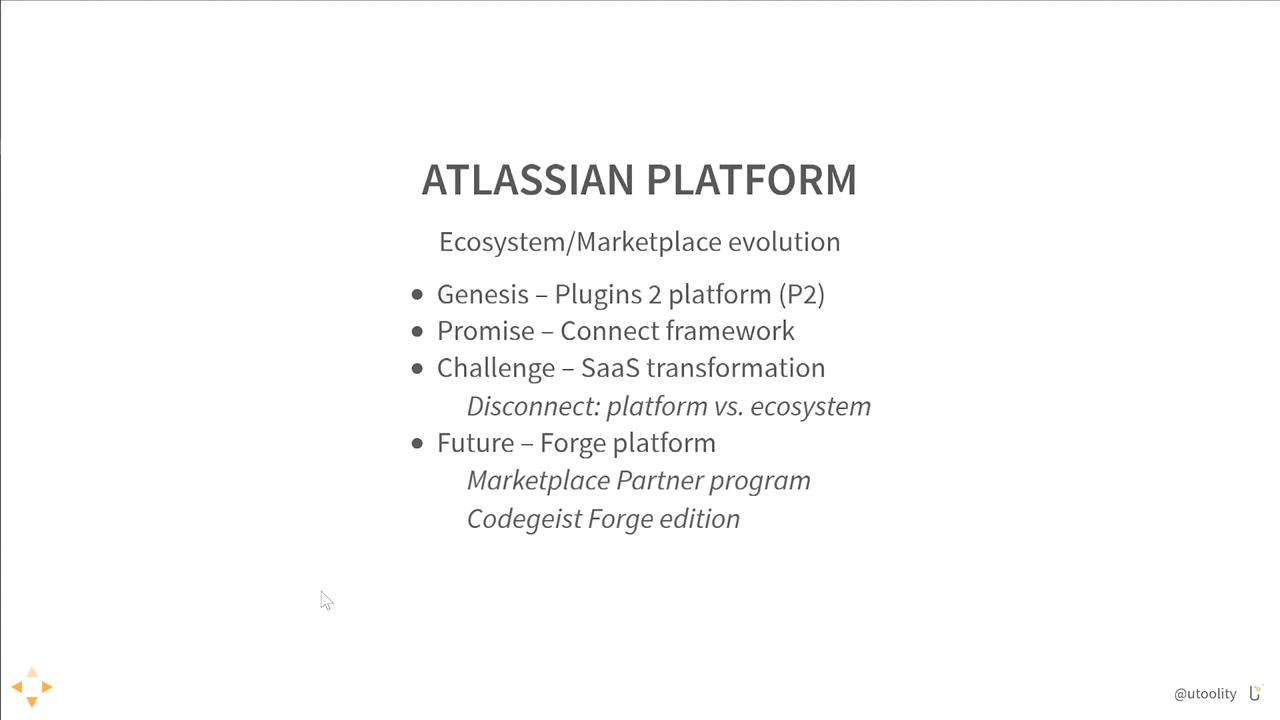 ATLASSIAN PLATFORM
Ecosystem/Marketplace evolution
• Genesis – Plugins 2 platform (P2)
• Promise – Connect framework
• Challenge – SaaS transformation
Disconnect: platform vs. ecosystem
• Future – Forge platform
Marketplace Partner program
Codegeist Forge edition
@utoolity